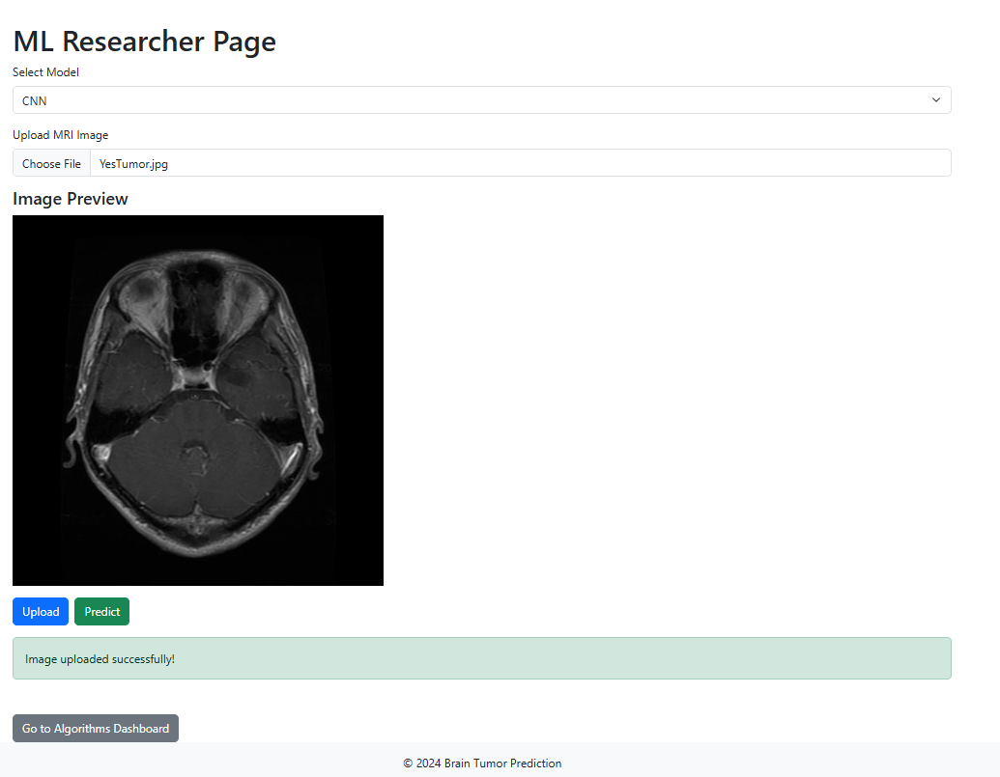 ML Researcher Page
Select Model
CNN
Upload MRI Image
Choose File YesTumor.jpg
Image Preview
Upload Predict
Image uploaded successfully!
Go to Algorithms Dashboard
© 2024 Brain Tumor Prediction